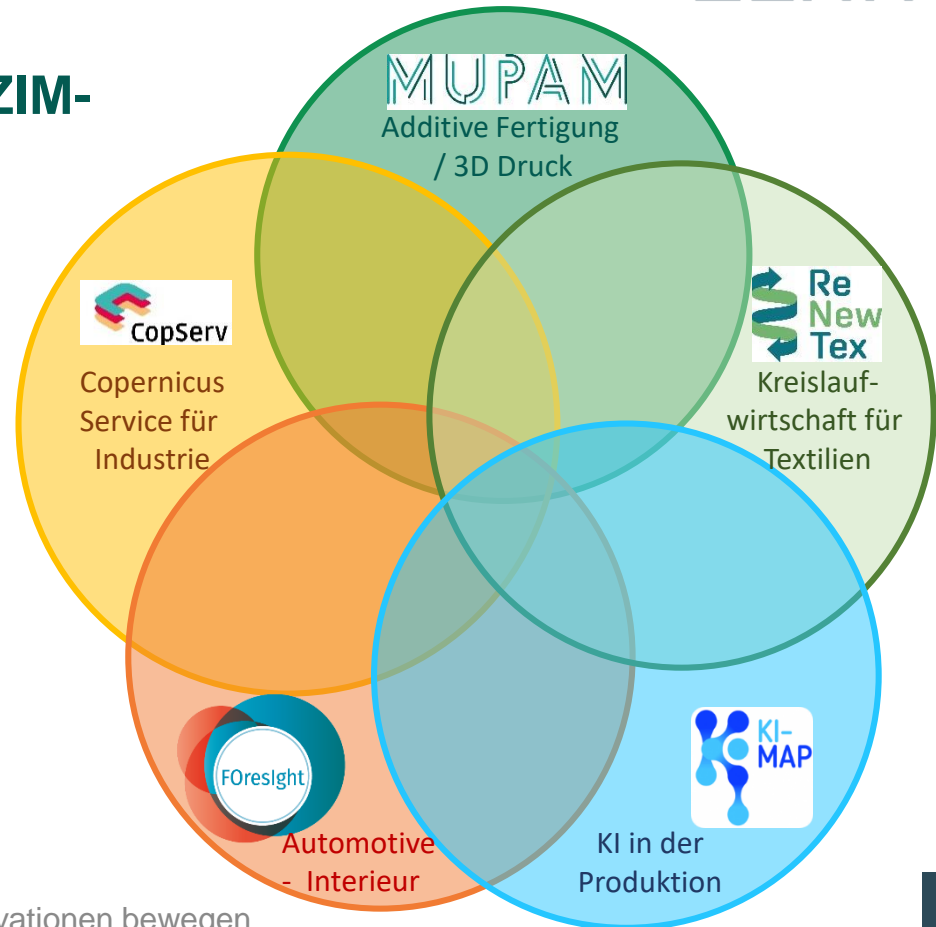 ZIM-
MUPAM
Additive Fertigung
/ 3D Druck
CopServ
Copernicus
Service für
Industrie
Re
New
Tex
Kreislauf-
wirtschaft für
Textilien
FOresIght
Automotive
- Interieur
KI-
MAP
KI in der
Produktion
vationen bewegen